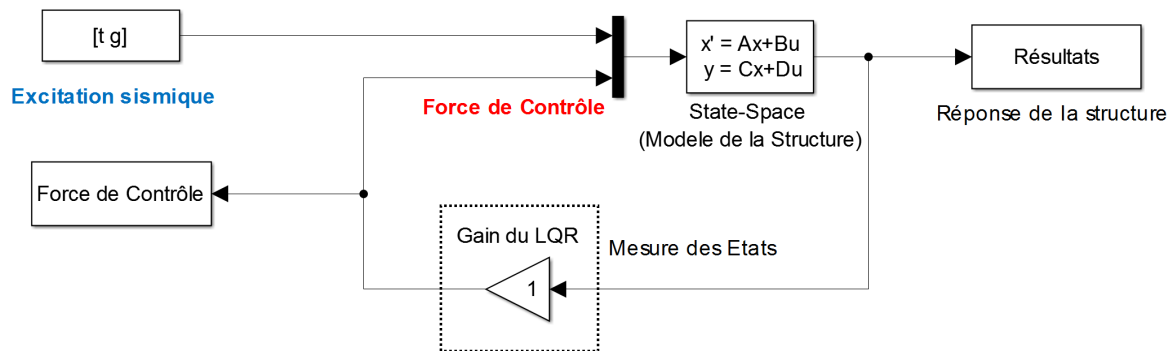 [t g]
Excitation sismique
Force de Contrôle
x' = Ax+Bu
y = Cx+Du
State-Space
(Modele de la Structure)
Résultats
Réponse de la structure
Force de Contrôle
Gain du LQR
1
Mesure des Etats